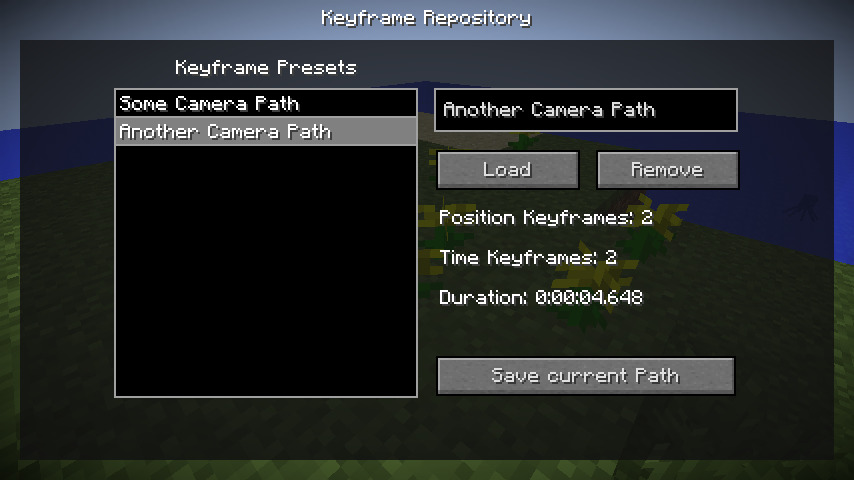 Keyframe Repository
Keyframe Presets
Some Camera Path
Another Camera Path
Another Camera Path
Load
Remove
Position Keyframes: 2
Time Keyframes: 2
Duration: 0:00:04.648
Save current Path